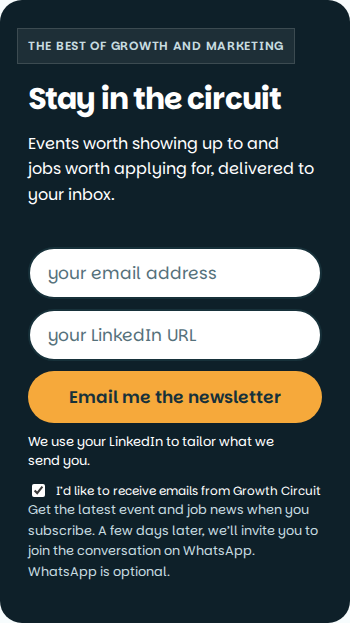 THE BEST OF GROWTH AND MARKETING
Stay in the circuit
Events worth showing up to and
jobs worth applying for, delivered to
your inbox.
your email address
your LinkedIn URL
Email me the newsletter
We use your LinkedIn to tailor what we
send you.
I'd like to receive emails from Growth Circuit
Get the latest event and job news when you
subscribe. A few days later, we'll invite you to
join the conversation on WhatsApp.
WhatsApp is optional.